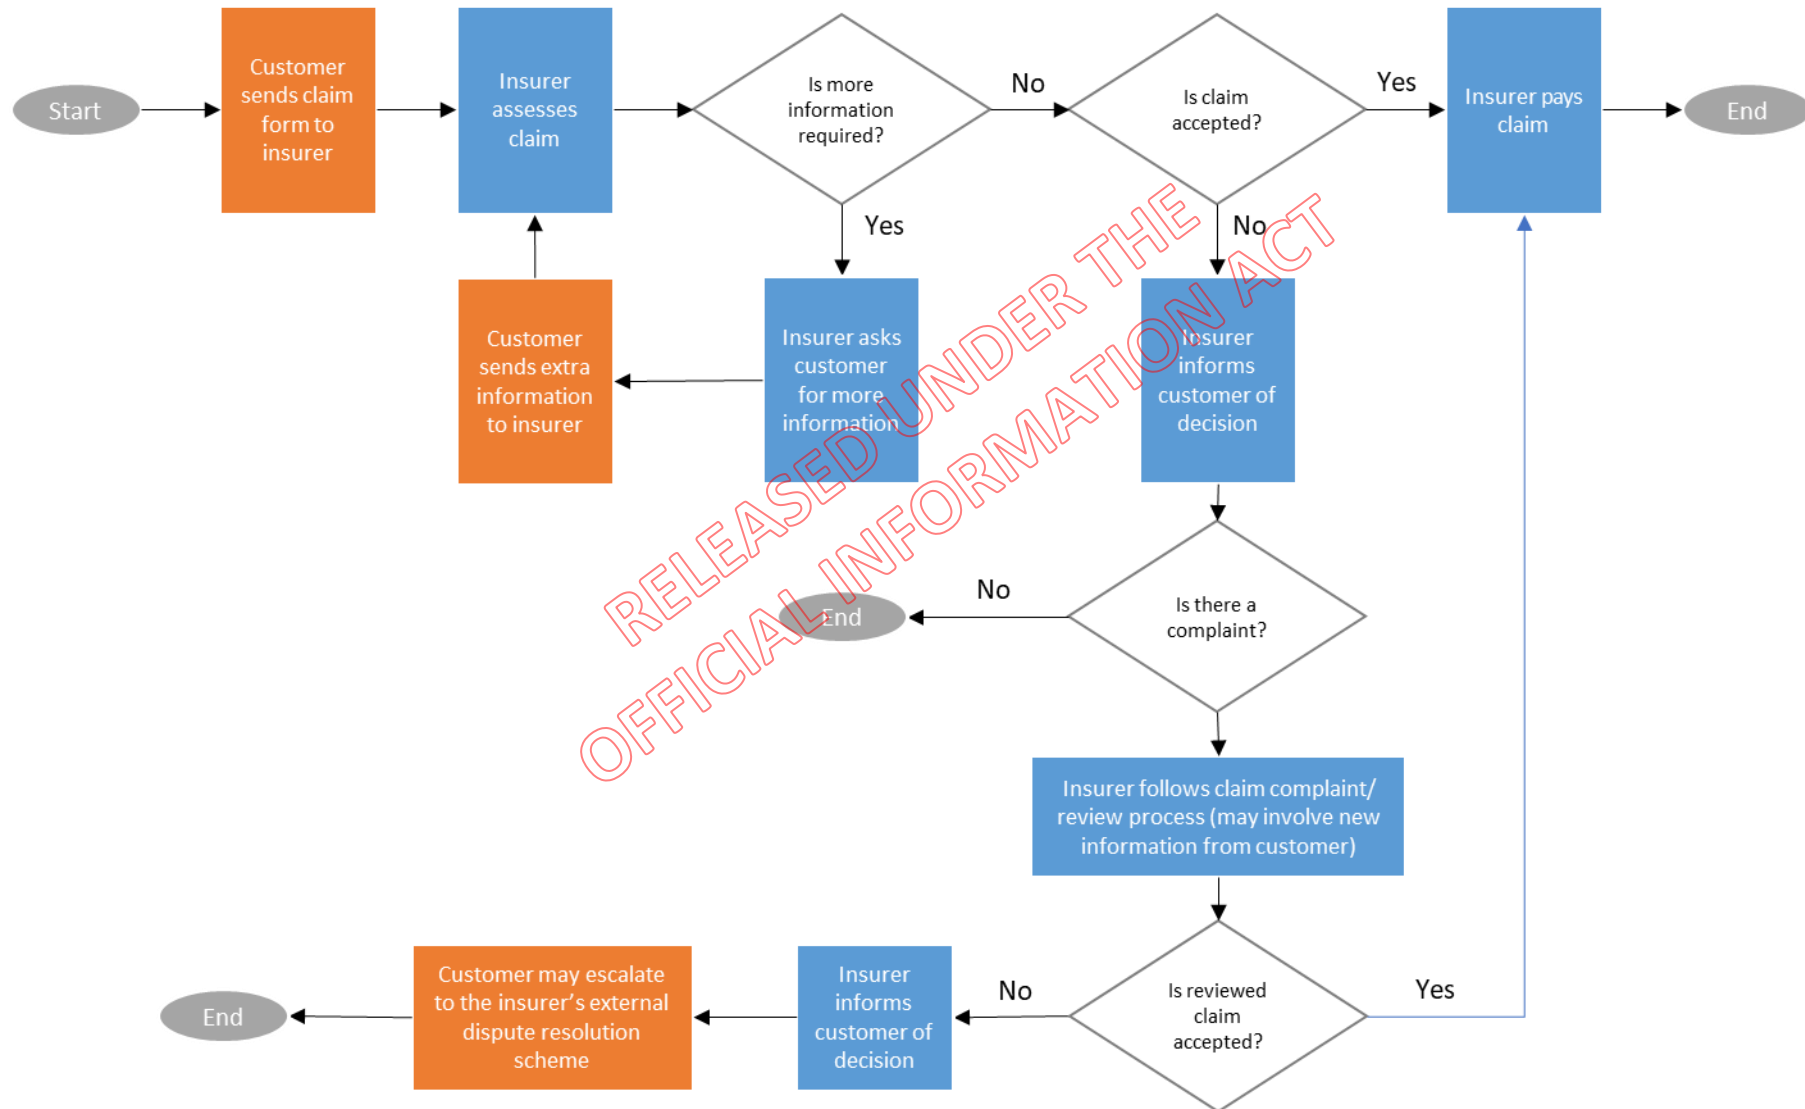 Start
Customer
sends claim
form to
insurer
Insurer
assesses
claim
Is more
information
required?
No
Is claim
accepted?
Yes
Insurer pays
claim
End
Yes
No
Customer
sends extra
information
to insurer
Insurer asks
customer
for more
information
Insurer
informs
customer of
decision
RELEASED UNDER THE
OFFICIAL INFORMATION ACT
End
No
Is there a
complaint?
Insurer follows claim complaint/
review process (may involve new
information from customer)
End
Customer may escalate
to the insurer’s external
dispute resolution
scheme
Insurer
informs
customer of
decision
No
Is reviewed
claim
accepted?
Yes